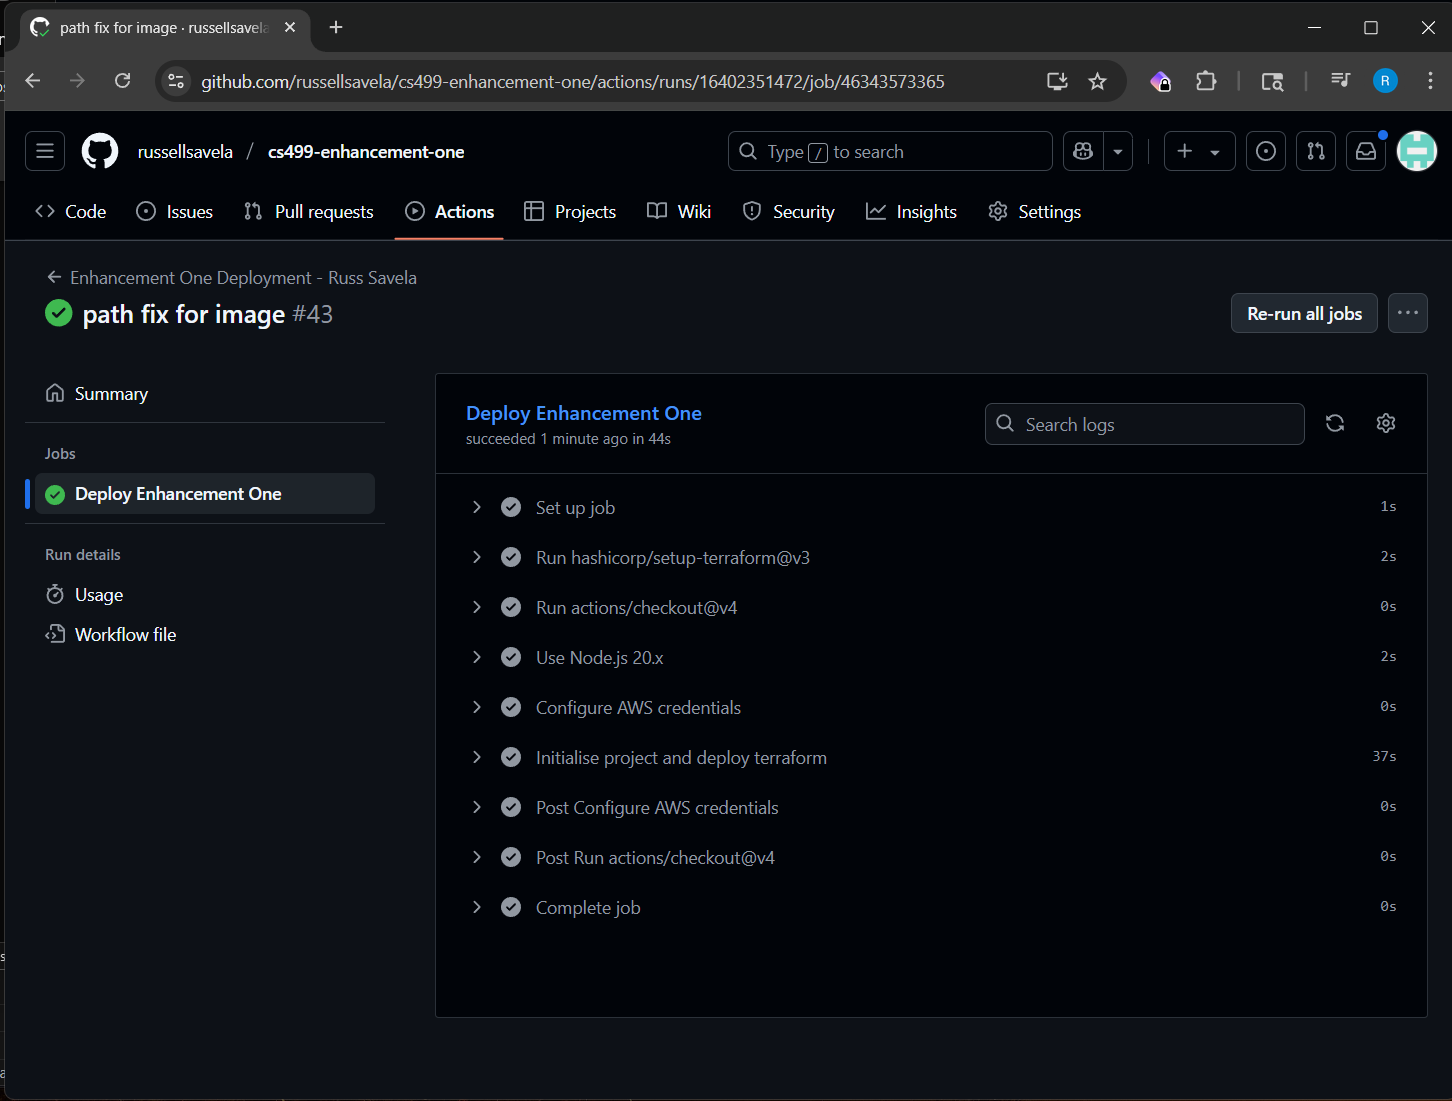 path fix for image · russellsavela
github.com/russellsavela/cs499-enhancement-one/actions/runs/16402351472/job/46343573365
R
russellsavela / cs499-enhancement-one
Type / to search
Code Issues Pull requests Actions Projects Wiki Security Insights Settings
Enhancement One Deployment - Russ Savela
path fix for image #43
Re-run all jobs
Summary
Jobs
Deploy Enhancement One
Run details
Usage
Workflow file
Deploy Enhancement One
succeeded 1 minute ago in 44s
Search logs
Set up job 1s
Run hashicorp/setup-terraform@v3 2s
Run actions/checkout@v4 0s
Use Node.js 20.x 2s
Configure AWS credentials 0s
Initialise project and deploy terraform 37s
Post Configure AWS credentials 0s
Post Run actions/checkout@v4 0s
Complete job 0s